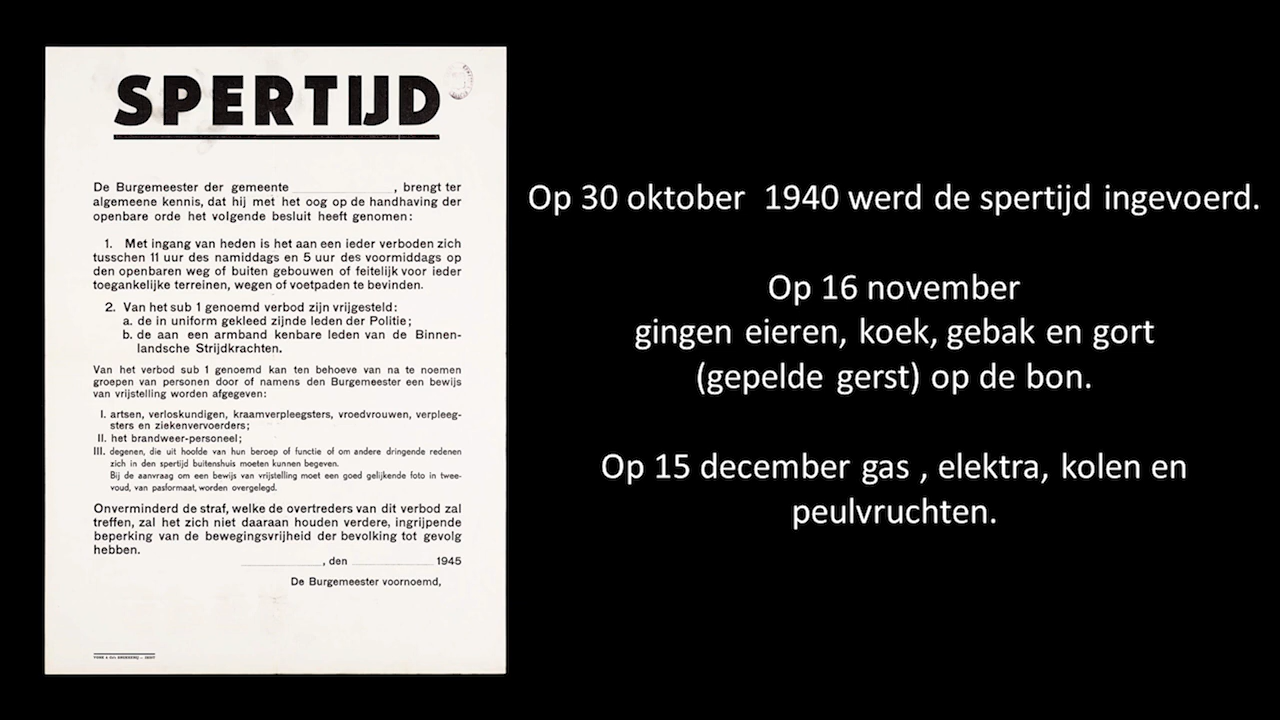 SPERTIJD
De Burgemeester der gemeente , brengt ter
algemeene kennis, dat hij met het oog op de handhaving der
openbare orde het volgende besluit heeft genomen:
1. Met ingang van heden is het aan een ieder verboden zich
tusschen 11 uur des namiddags en 5 uur des voormiddags op
den openbaren weg of buiten gebouwen of feitelijk voor ieder
toegankelijke terreinen, wegen of voetpaden te bevinden.
2. Van het sub 1 genoemd verbod zijn vrijgesteld:
a. de in uniform gekleed zijnde leden der Politie;
b. de aan een armband kenbare leden van de Binnen-
landsche Strijdkrachten.
Van het verbod sub 1 genoemd kan ten behoeve van na te noemen
groepen van personen door of namens den Burgemeester een bewijs
van vrijstelling worden afgegeven:
I. artsen, verloskundigen, kraamverpleegsters, vroedvrouwen, verpleeg-
sters en ziekenvervoerders;
II. het brandweer-personeel;
III. degenen, die uit hoofde van hun beroep of functie of om andere dringende redenen
zich in den spertijd buitenshuis moeten kunnen begeven.
Bij de aanvraag om een bewijs van vrijstelling moet een goed gelijkende foto in twee-
voud, van pasformaat, worden overgelegd.
Onverminderd de straf, welke de overtreders van dit verbod zal
treffen, zal het zich niet daaraan houden verdere, ingrijpende
beperking van de bewegingsvrijheid der bevolking tot gevolg
hebben.
, den 1945
De Burgemeester voornoemd,
Op 30 oktober 1940 werd de spertijd ingevoerd.
Op 16 november
gingen eieren, koek, gebak en gort
(gepelde gerst) op de bon.
Op 15 december gas , elektra, kolen en
peulvruchten.